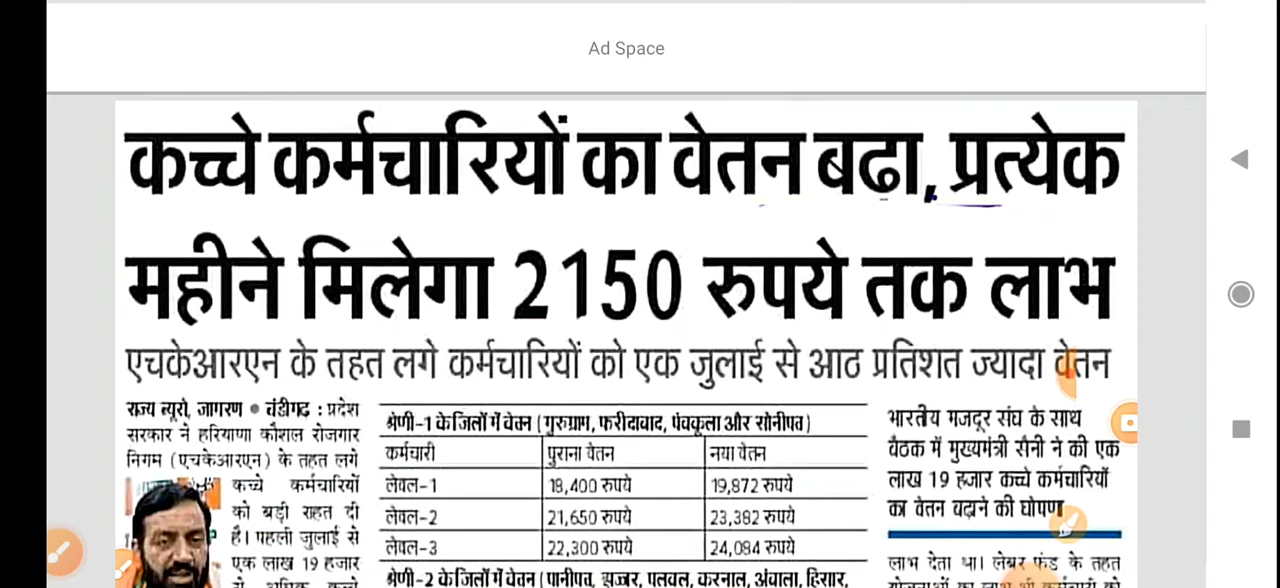 Ad Space
कच्चे कर्मचारियों का वेतन बढा, प्रत्येक
महीने मिलेगा 2150 रुपये तक लाभ
एचकेआरएन के तहत लगे कर्मचारियों को एक जुलाई से आठ प्रतिशत ज्यादा वेतन
राज्य ब्यूरो, जागरण • चंडीगढ़ : प्रदेश
सरकार ने हरियाणा कौशल रोजगार
निगम (एचकेआरएन) के तहत लगे
कच्चे कर्मचारियों
को बड़ी राहत दी
है। पहली जुलाई से
एक लाख 19 हजार
से अधिक कच्चे
श्रेणी-1 के जिलों में वेतन (गुरुग्राम, फरीदाबाद, पंचकूला और सोनीपत)
कर्मचारी पुराना वेतन नया वेतन
लेवल-1 18,400 रुपये 19,872 रुपये
लेवल-2 21,650 रुपये 23,382 रुपये
लेवल-3 22,300 रुपये 24,084 रुपये
श्रेणी-2 के जिलों में वेतन (पानीपत, झज्जर, पलवल, करनाल, अंबाला, हिसार,
भारतीय मजदूर संघ के साथ
बैठक में मुख्यमंत्री सैनी ने की एक
लाख 19 हजार कच्चे कर्मचारियों
का वेतन बढ़ाने की घोषणा
लाभ देता था। लेबर फंड के तहत
योजनाओं का लाभ भी कर्मचारी को